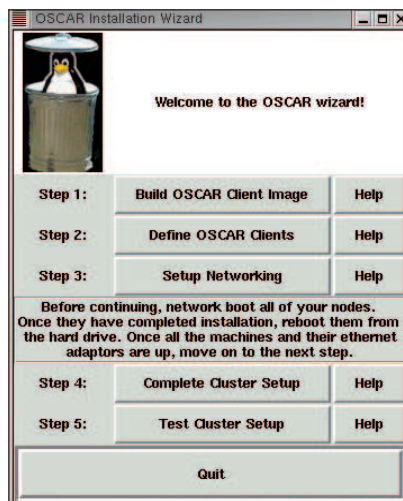 OSCAR Installation Wizard
Welcome to the OSCAR wizard!
Step 1: Build OSCAR Client Image Help
Step 2: Define OSCAR Clients Help
Step 3: Setup Networking Help
Before continuing, network boot all of your nodes.
Once they have completed installation, reboot them from
the hard drive. Once all the machines and their ethernet
adaptors are up, move on to the next step.
Step 4: Complete Cluster Setup Help
Step 5: Test Cluster Setup Help
Quit